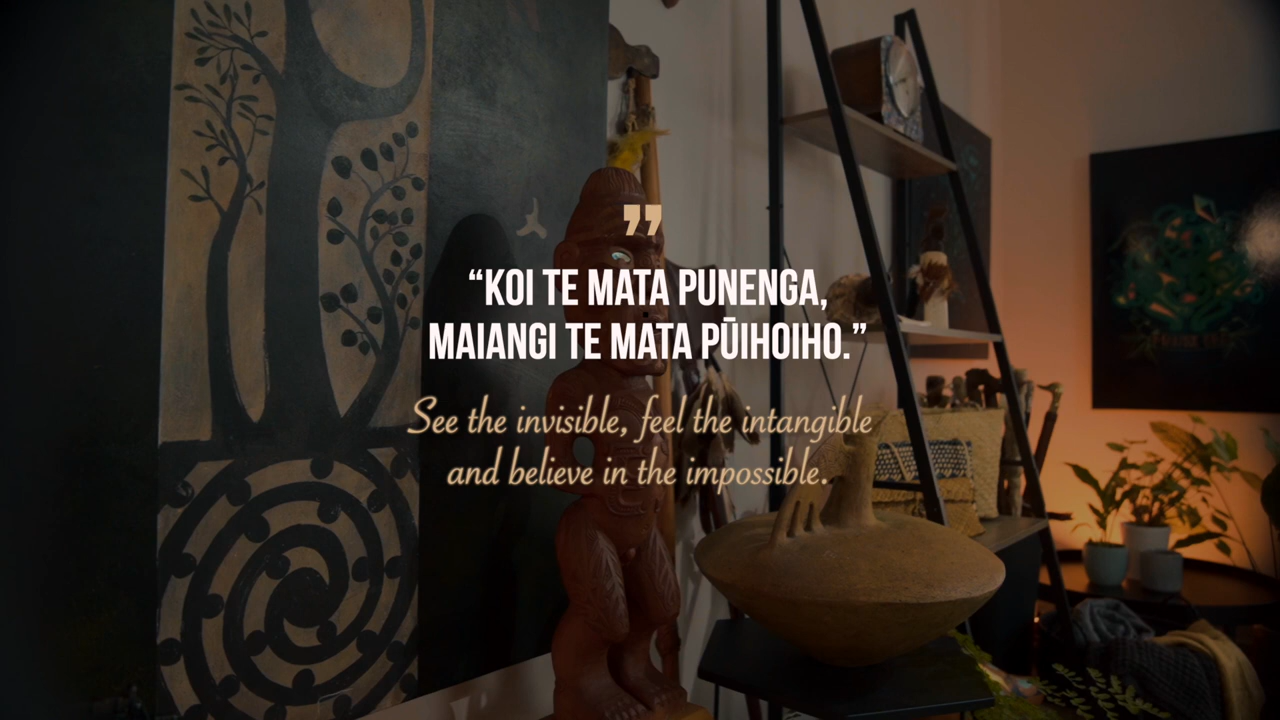 ”
“KOI TE MATA PUNENGA,
MAIANGI TE MATA PŪIHOIHO.”
See the invisible, feel the intangible
and believe in the impossible.